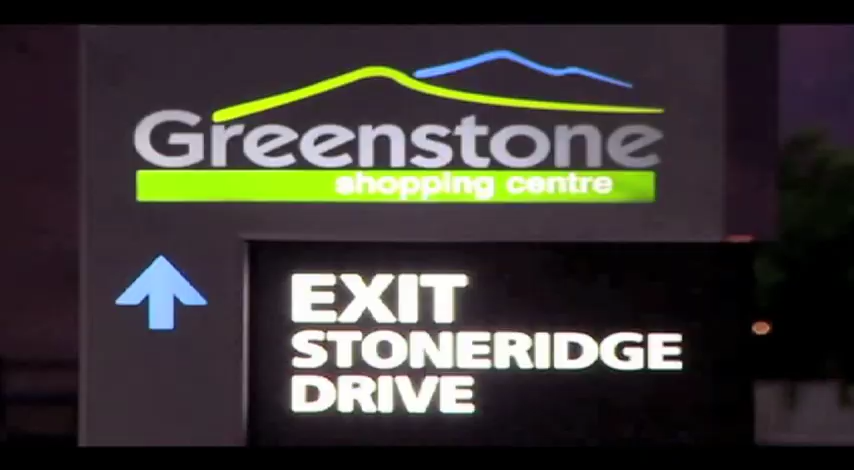 Greenstone
shopping centre
EXIT
STONERIDGE
DRIVE